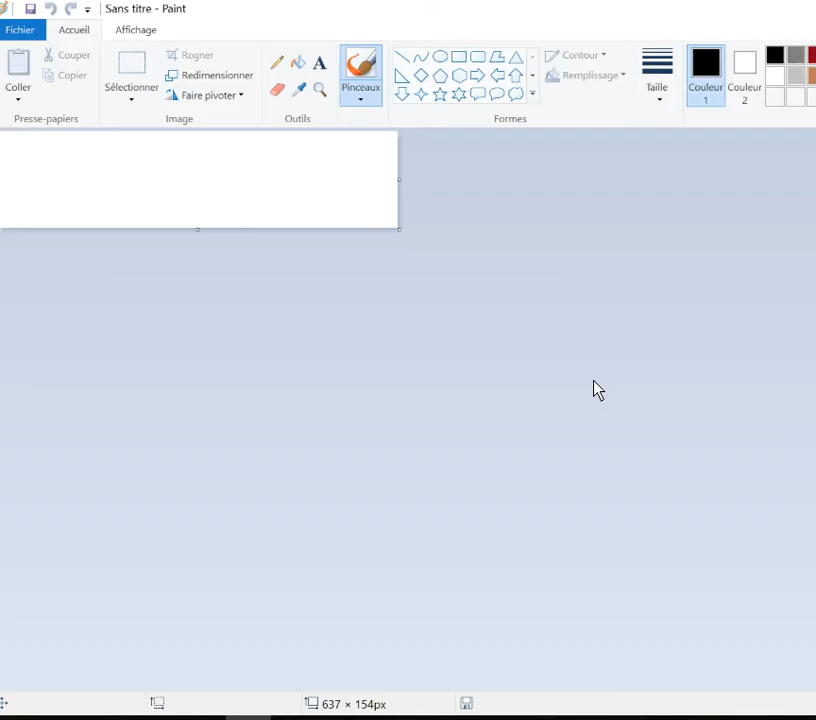 Sans titre - Paint
Fichier Accueil Affichage
Coller
Couper
Copier
Presse-papiers
Sélectionner
Rogner
Redimensionner
Faire pivoter
Image
A
Outils
Pinceaux
Contour
Remplissage
Formes
Taille
Couleur
1
Couleur
2
637 × 154px